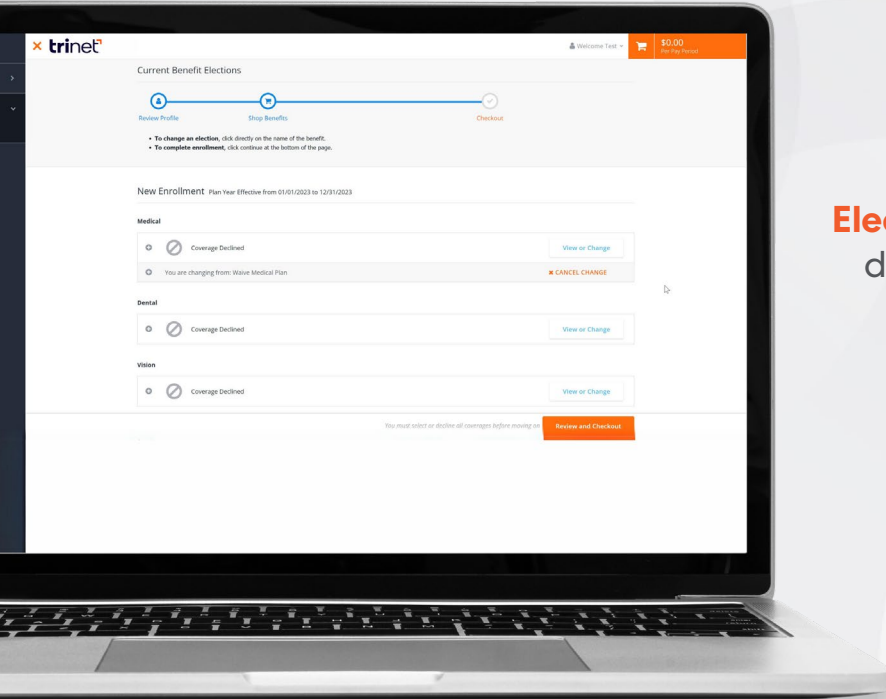 trinet
Welcome Test
$0.00
Per Pay Period
Current Benefit Elections
Review Profile
Shop Benefits
Checkout
• To change an election, click directly on the name of the benefit.
• To complete enrollment, click continue at the bottom of the page.
New Enrollment Plan Year Effective from 01/01/2023 to 12/31/2023
Medical
Coverage Declined
View or Change
You are changing from: Waive Medical Plan
✖ CANCEL CHANGE
Dental
Coverage Declined
View or Change
Vision
Coverage Declined
View or Change
You must select or decline all coverages before moving on
Review and Checkout